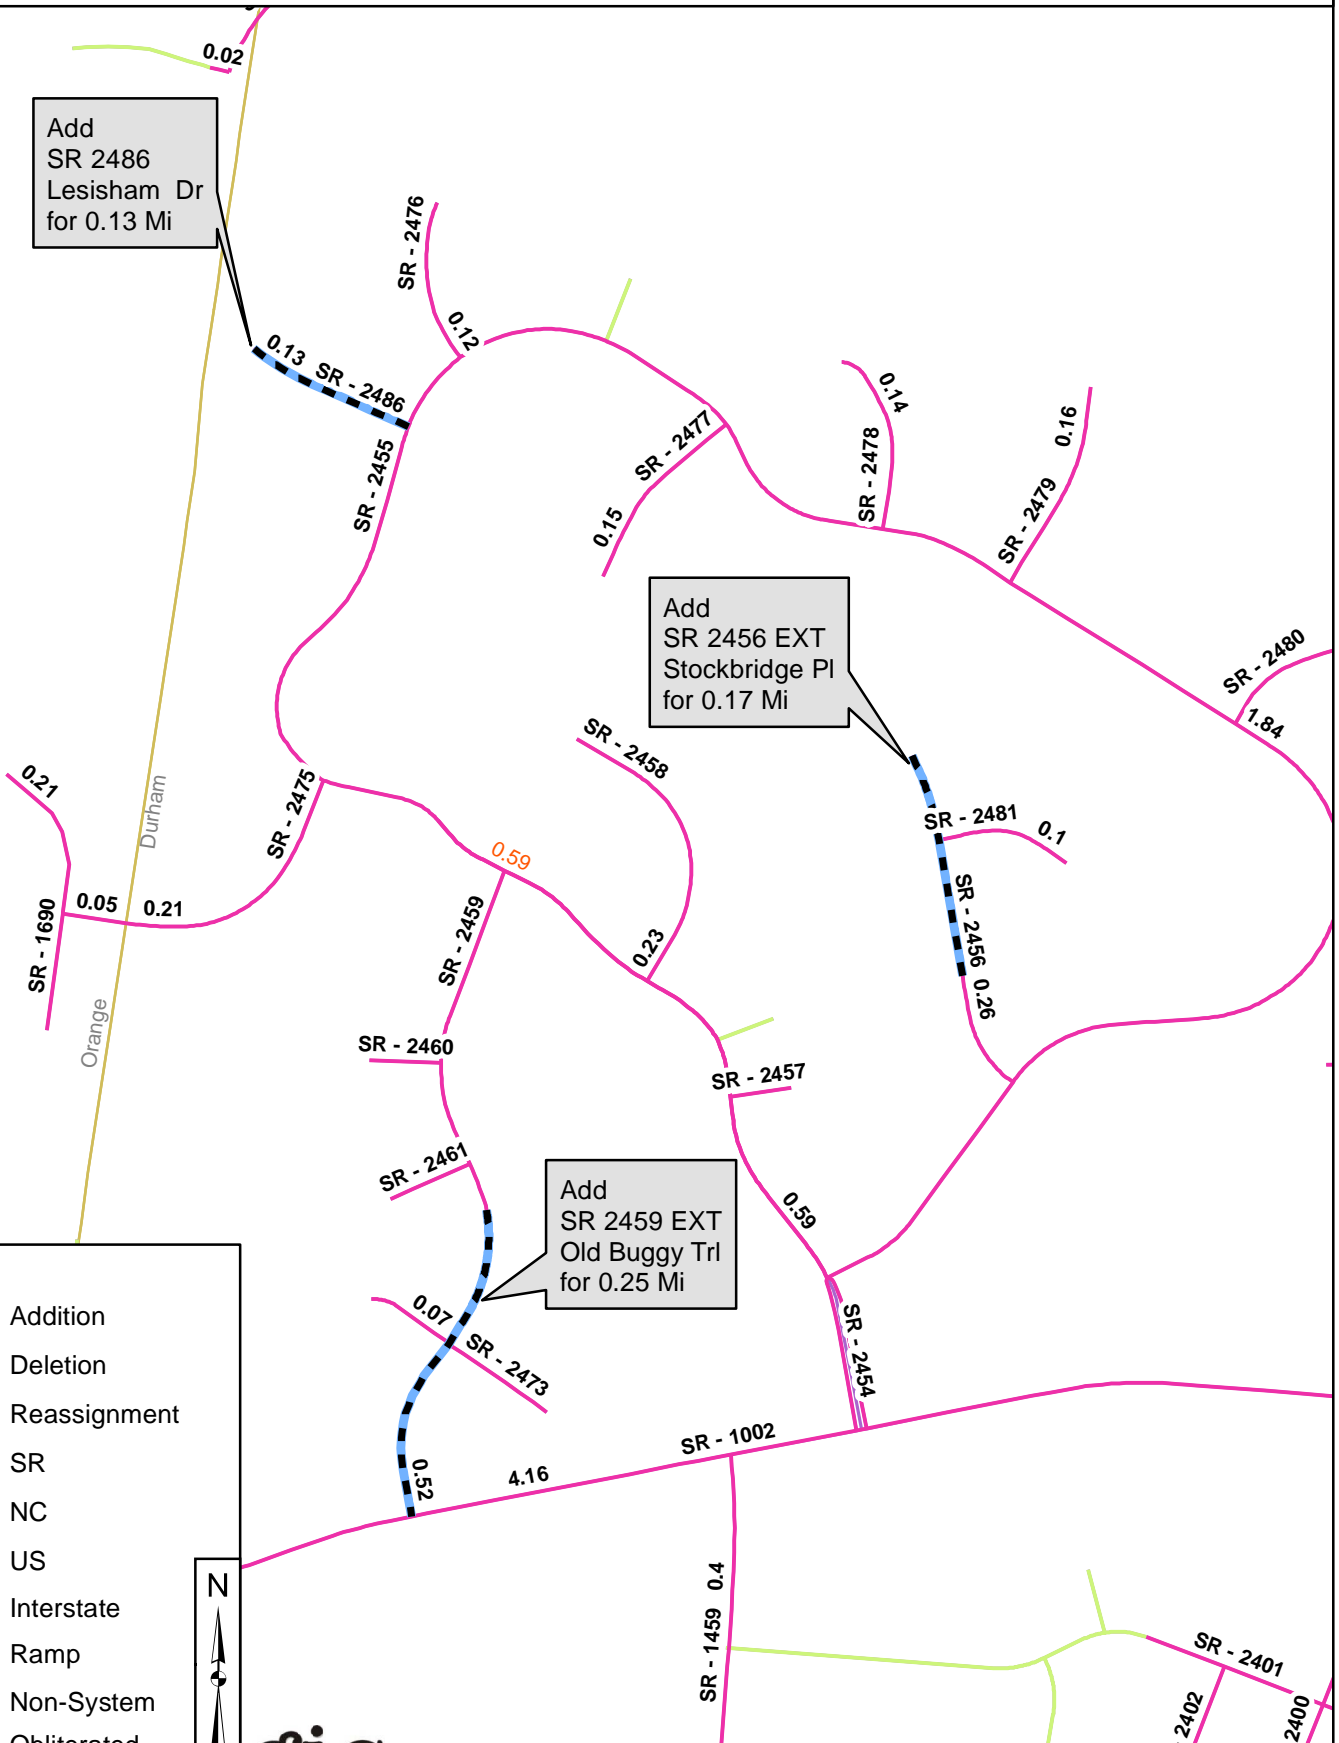 0.02
Add
SR 2486
Lesisham Dr
for 0.13 Mi
SR - 2476
0.12
0.13 SR - 2486
SR - 2455
0.14
SR - 2478
0.16
SR - 2479
SR - 2477
0.15
Add
SR 2456 EXT
Stockbridge Pl
for 0.17 Mi
SR - 2480
1.84
SR - 2458
0.21
Durham
SR - 2475
SR - 2481
0.1
0.59
SR - 2459
0.23
SR - 2456 0.26
SR - 1690
0.05
0.21
Orange
SR - 2460
SR - 2457
SR - 2461
Add
SR 2459 EXT
Old Buggy Trl
for 0.25 Mi
0.59
SR - 2454
0.07
SR - 2473
SR - 1002
4.16
0.52
Addition
Deletion
Reassignment
SR
NC
US
Interstate
Ramp
Non-System
Obliterated
N
SR - 1459 0.4
SR - 2401
2402
2400